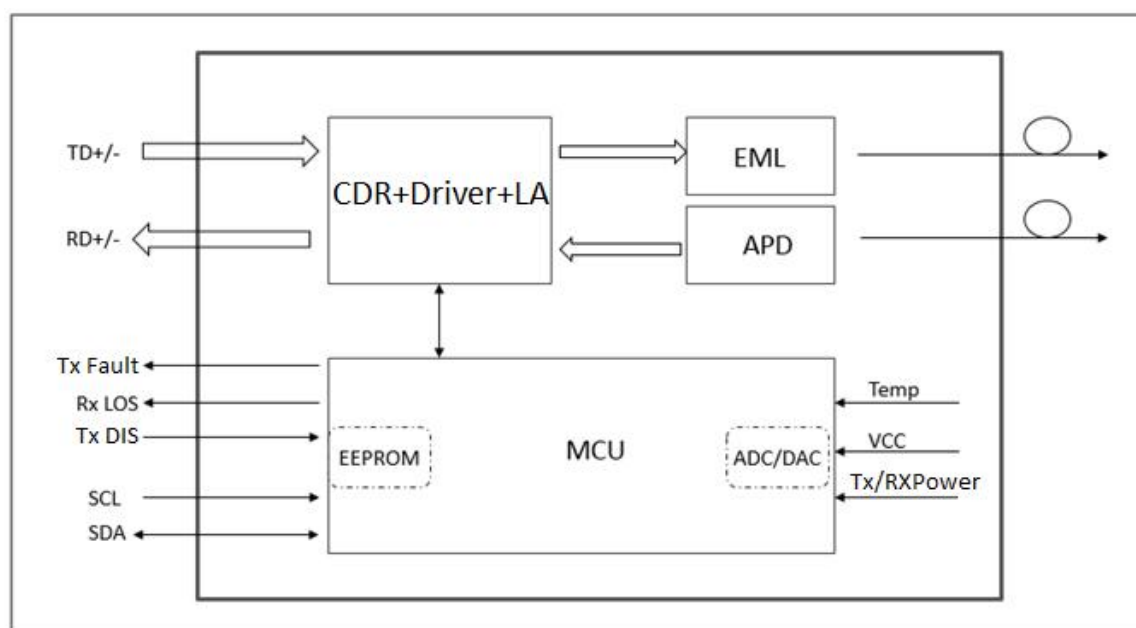 TD+/-
CDR+Driver+LA
EML
RD+/-
APD
Tx Fault
Rx LOS
Tx DIS
SCL
SDA
EEPROM
MCU
ADC/DAC
Temp
VCC
Tx/RXPower